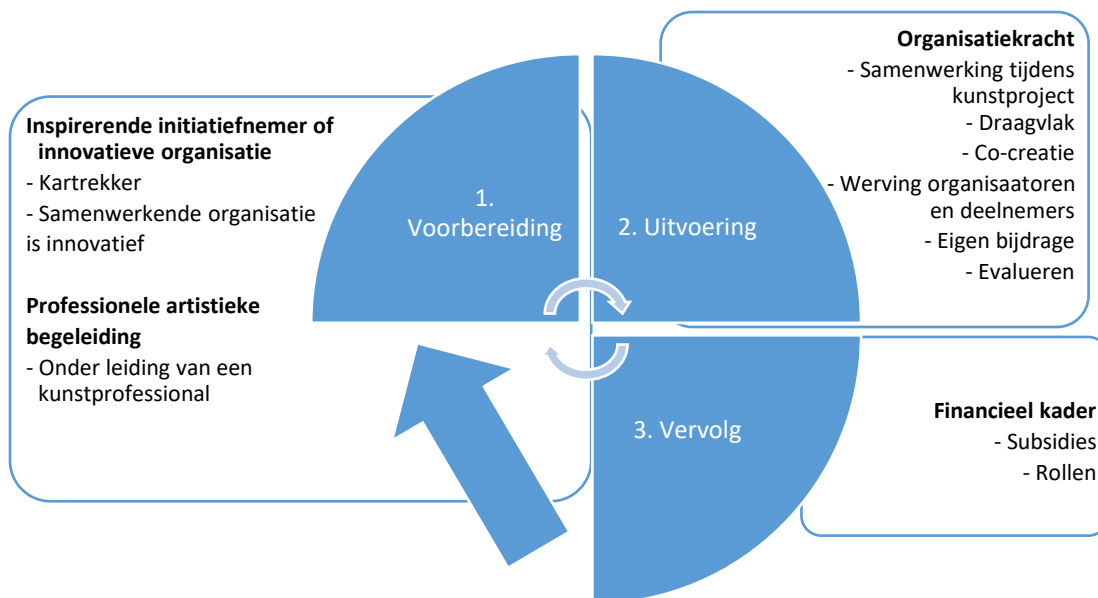 Inspirerende initiatiefnemer of
innovatieve organisatie
- Kartrekker
- Samenwerkende organisatie
is innovatief
Professionele artistieke
begeleiding
- Onder leiding van een
kunstprofessional
1.
Voorbereiding
2. Uitvoering
Organisatiekracht
- Samenwerking tijdens
kunstproject
- Draagvlak
- Co-creatie
- Werving organisaatoren
en deelnemers
- Eigen bijdrage
- Evalueren
3. Vervolg
Financieel kader
- Subsidies
- Rollen